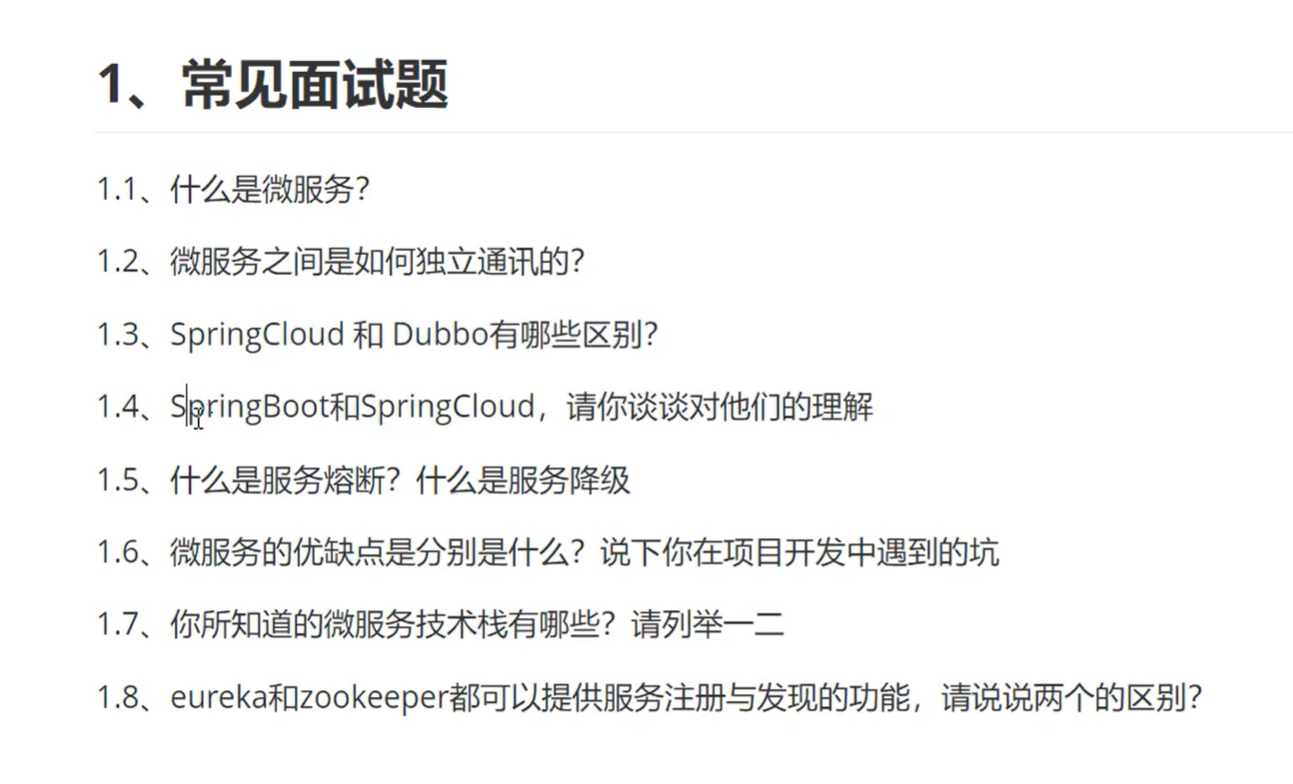 1、常见面试题
1.1、什么是微服务？
1.2、微服务之间是如何独立通讯的？
1.3、SpringCloud 和 Dubbo有哪些区别？
1.4、SpringBoot和SpringCloud，请你谈谈对他们的理解
1.5、什么是服务熔断？什么是服务降级
1.6、微服务的优缺点是分别是什么？说下你在项目开发中遇到的坑
1.7、你所知道的微服务技术栈有哪些？请列举一二
1.8、eureka和zookeeper都可以提供服务注册与发现的功能，请说说两个的区别？